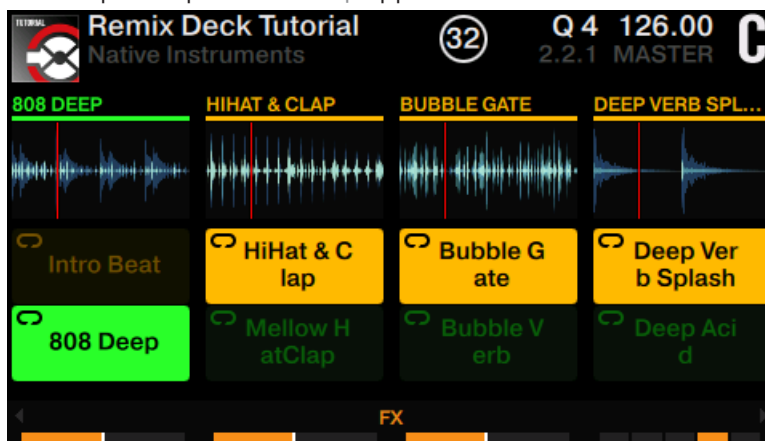 TUTORIAL
Remix Deck Tutorial
Native Instruments
32
Q 4 126.00
2.2.1 MASTER
C
808 DEEP HIHAT & CLAP BUBBLE GATE DEEP VERB SPL...
Intro Beat
HiHat & C
lap
Bubble G
ate
Deep Ver
b Splash
808 Deep
Mellow H
atClap
Bubble V
erb
Deep Aci
d
FX